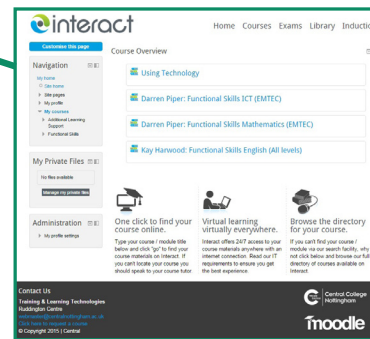 interact
Home Courses Exams Library Inductio
Customise this page
Course Overview
Navigation
My home
Site home
Site pages
My profile
My courses
Additional Learning
Support
Functional Skills
Using Technology
Darren Piper: Functional Skills ICT (EMTEC)
Darren Piper: Functional Skills Mathematics (EMTEC)
Kay Harwood: Functional Skills English (All levels)
My Private Files
No files available
Manage my private files
Administration
My profile settings
One click to find your
course online.
Type your course / module title
below and click "go" to find your
course materials on Interact. If
you can't locate your course you
should speak to your course tutor.
Virtual learning
virtually everywhere.
Interact offers 24/7 access to your
course materials anywhere with an
internet connection. Read our IT
requirements to ensure you get
the best experience.
Browse the directory
for your course.
If you can't find your course /
module via our search facility, why
not click below and browse our full
directory of courses available on
Interact.
Contact Us
Training & Learning Technologies
Ruddington Centre
webmaster@centralnottingham.ac.uk
Click here to request a course
© Copyright 2015 | Central
Central College
Nottingham
moodle